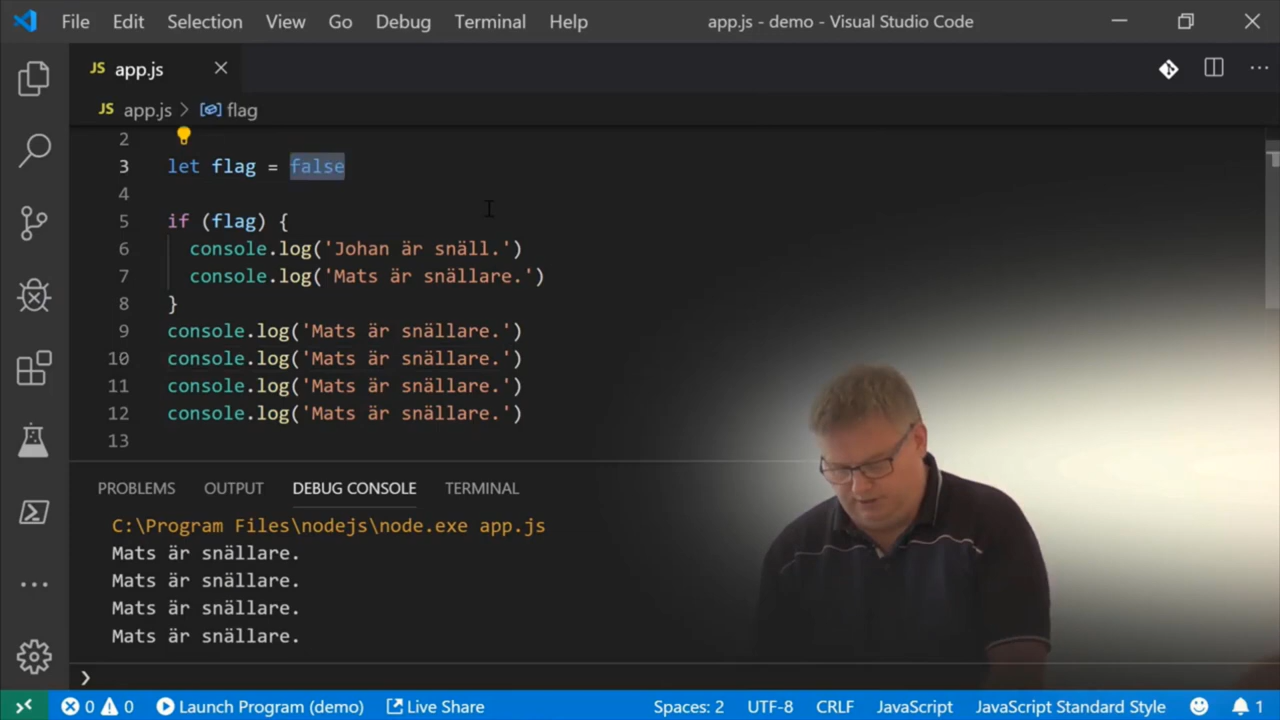 File Edit Selection View Go Debug Terminal Help app.js - demo - Visual Studio Code
JS app.js
JS app.js > flag
2
3 let flag = false
4
5 if (flag) {
6 console.log('Johan är snäll.')
7 console.log('Mats är snällare.')
8 }
9 console.log('Mats är snällare.')
10 console.log('Mats är snällare.')
11 console.log('Mats är snällare.')
12 console.log('Mats är snällare.')
13
PROBLEMS OUTPUT DEBUG CONSOLE TERMINAL
C:\Program Files\nodejs\node.exe app.js
Mats är snällare.
Mats är snällare.
Mats är snällare.
Mats är snällare.
0 0 Launch Program (demo) Live Share Spaces: 2 UTF-8 CRLF JavaScript JavaScript Standard Style 1